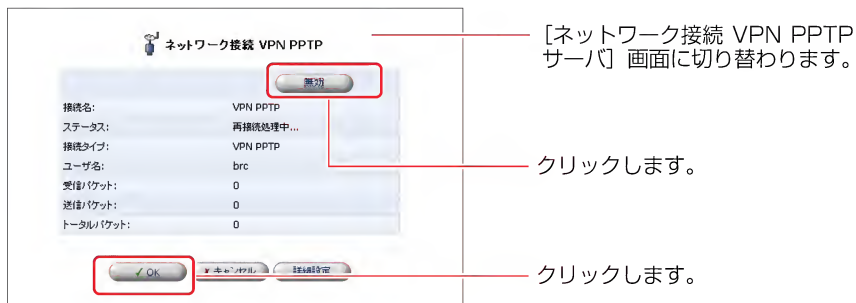 ネットワーク接続 VPN PPTP
[ネットワーク接続 VPN PPTP
サーバ] 画面に切り替わります。
無効
接続名: VPN PPTP
ステータス: 再接続処理中...
接続タイプ: VPN PPTP
クリックします。
ユーザ名: brc
受信パケット: 0
送信パケット: 0
トータルパケット: 0
✓ OK ✗ キャンセル 詳細設定
クリックします。